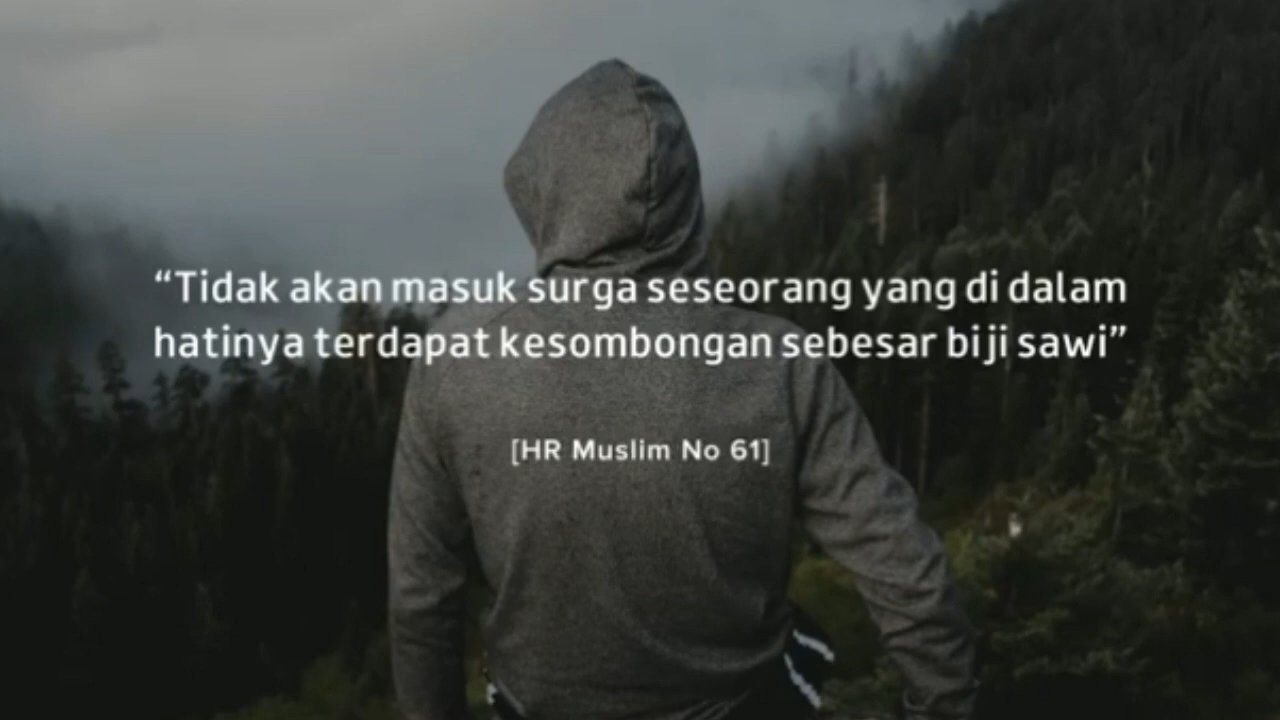 “Tidak akan masuk surga seseorang yang di dalam
hatinya terdapat kesombongan sebesar biji sawi”
[HR Muslim No 61]